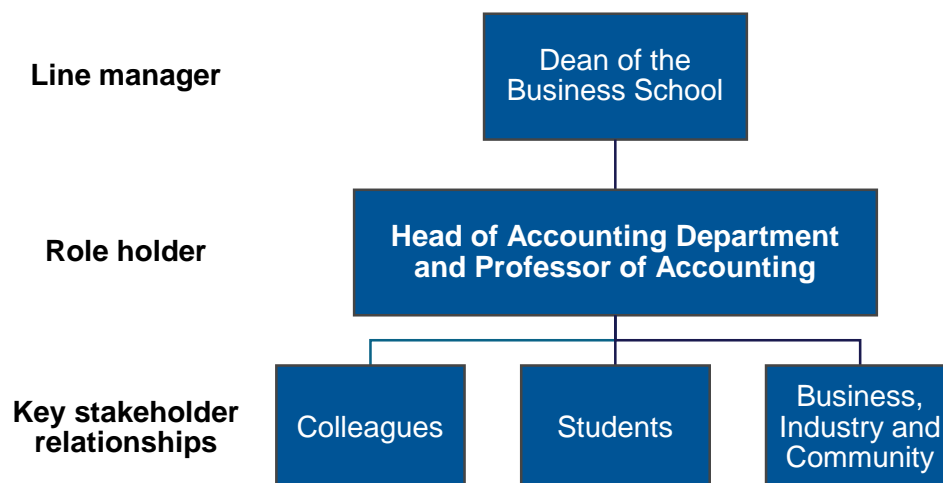 Line manager
Dean of the
Business School
Role holder
Head of Accounting Department
and Professor of Accounting
Key stakeholder
relationships
Colleagues
Students
Business,
Industry and
Community